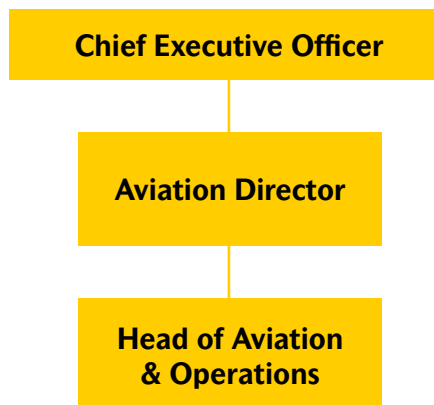 Chief Executive Officer
Aviation Director
Head of Aviation
& Operations